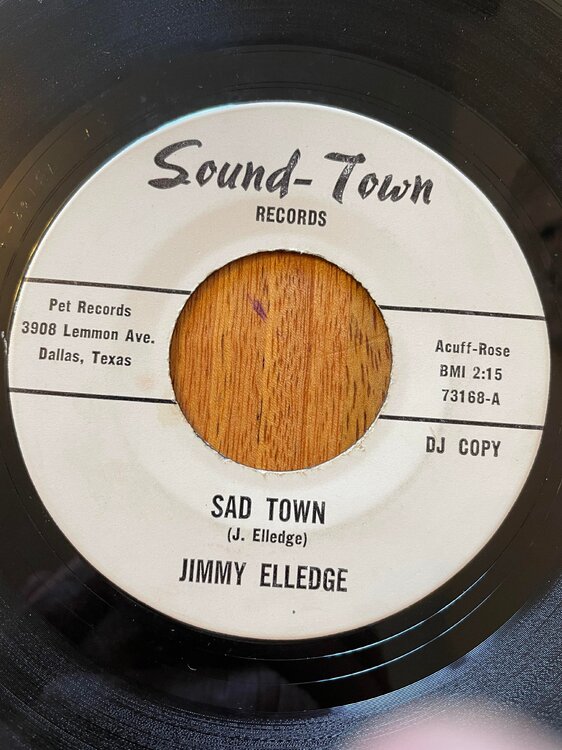 Sound-Town
RECORDS
Pet Records
3908 Lemmon Ave.
Dallas, Texas
Acuff-Rose
BMI 2:15
73168-A
DJ COPY
SAD TOWN
(J. Elledge)
JIMMY ELLEDGE